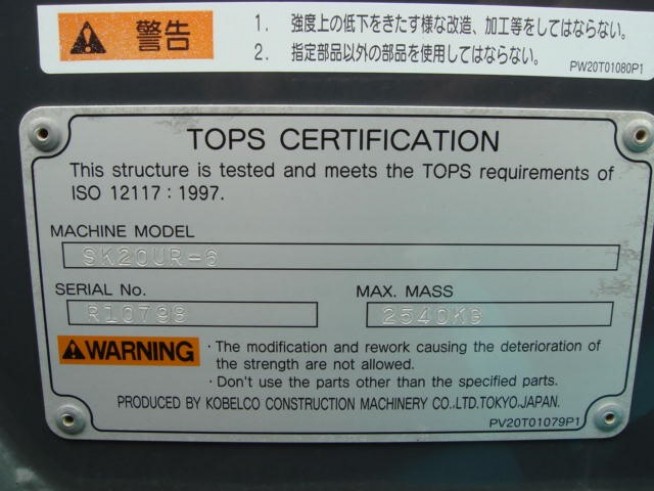 警告
1. 強度上の低下をきたす様な改造、加工等をしてはならない。
2. 指定部品以外の部品を使用してはならない。
PW20T01080P1
TOPS CERTIFICATION
This structure is tested and meets the TOPS requirements of
ISO 12117 : 1997.
MACHINE MODEL
SK20UR-6
SERIAL No. MAX. MASS
R10798 2540KG
WARNING
· The modification and rework causing the deterioration of
the strength are not allowed.
· Don't use the parts other than the specified parts.
PRODUCED BY KOBELCO CONSTRUCTION MACHINERY CO.,LTD.TOKYO.JAPAN.
PV20T01079P1